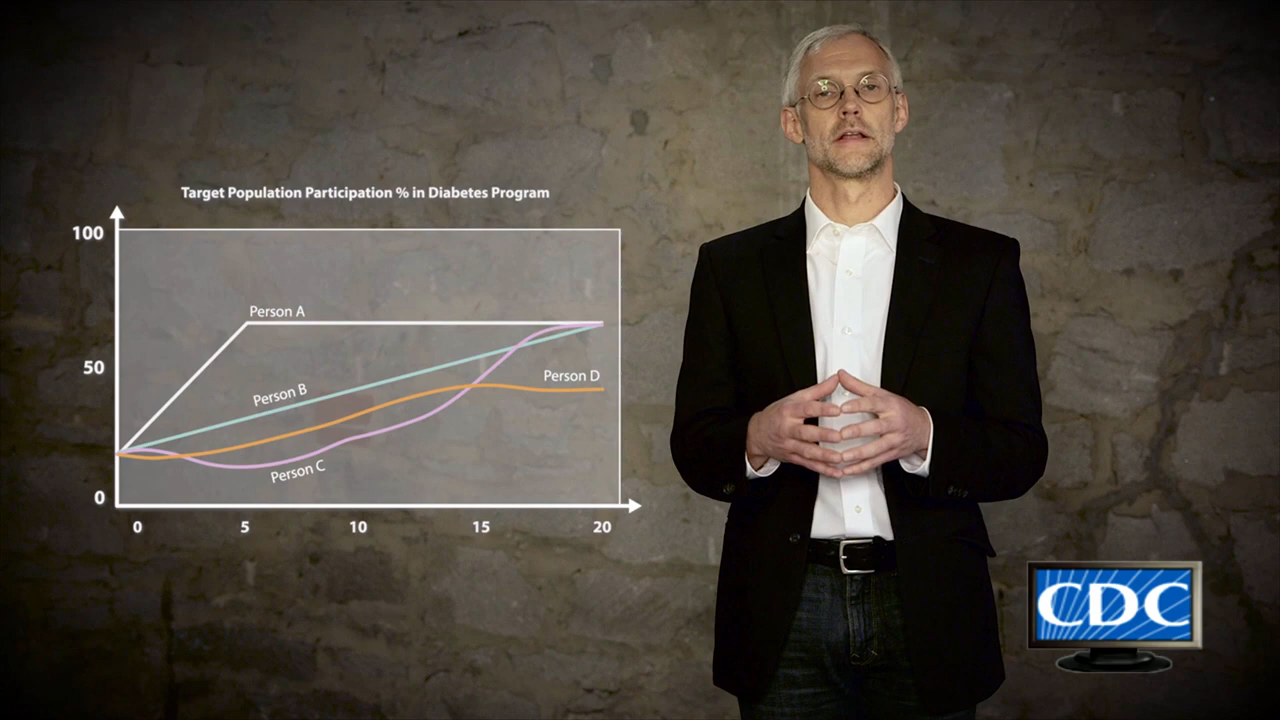 Target Population Participation % in Diabetes Program
100
Person A
50
Person B
Person D
Person C
0
0 5 10 15 20
CDC